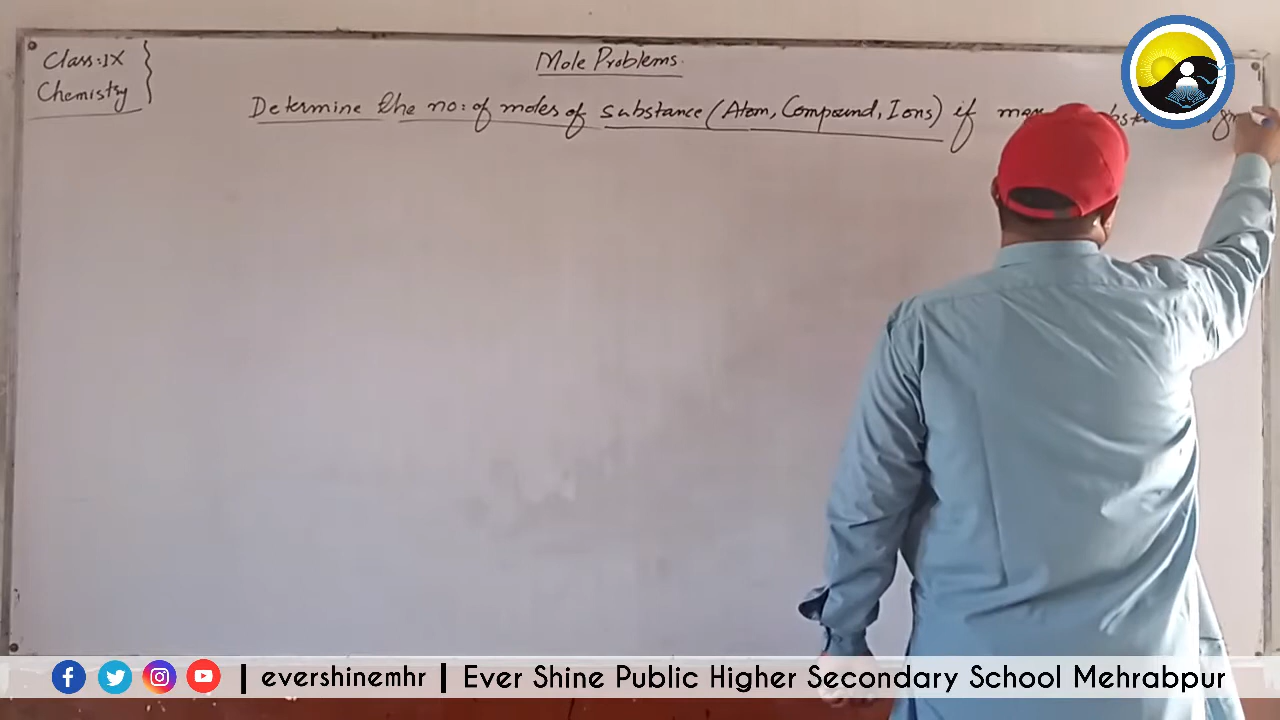 Class: IX
Chemistry
Mole Problems.
Determine the no: of moles of substance (Atom, Compound, Ions) if
| evershinemhr | Ever Shine Public Higher Secondary School Mehrabpur